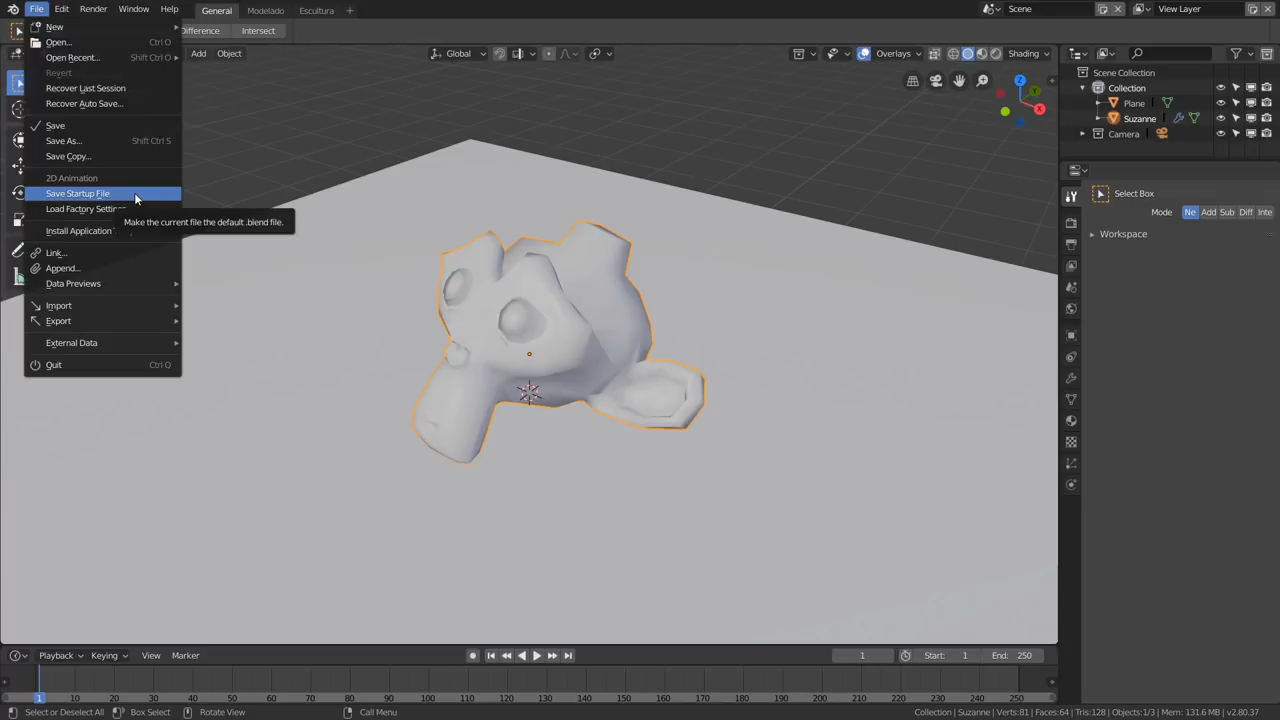 File Edit Render Window Help General Modelado Escultura + Scene View Layer
New Difference Intersect
Open... Ctrl O Add Object Global Overlays Shading
Open Recent... Shift Ctrl O
Revert Scene Collection
Recover Last Session Collection
Recover Auto Save... Plane
Save Suzanne
Save As... Shift Ctrl S Camera
Save Copy...
2D Animation
Save Startup File Select Box
Load Factory Settings Mode Ne Add Sub Diff Inte
Make the current file the default .blend file.
Install Application Workspace
Link...
Append...
Data Previews
Import
Export
External Data
Quit Ctrl Q
X
Z
Playback Keying View Marker 1 Start: 1 End: 250
1 10 20 30 40 50 60 70 80 90 100 110 120 130 140 150 160 170 180 190 200 210 220 230 240 250
Select or Deselect All Box Select Rotate View Call Menu Collection | Suzanne | Verts:81 | Faces:64 | Tris:128 | Objects:1/3 | Mem: 131.6 MB | v2.80.37